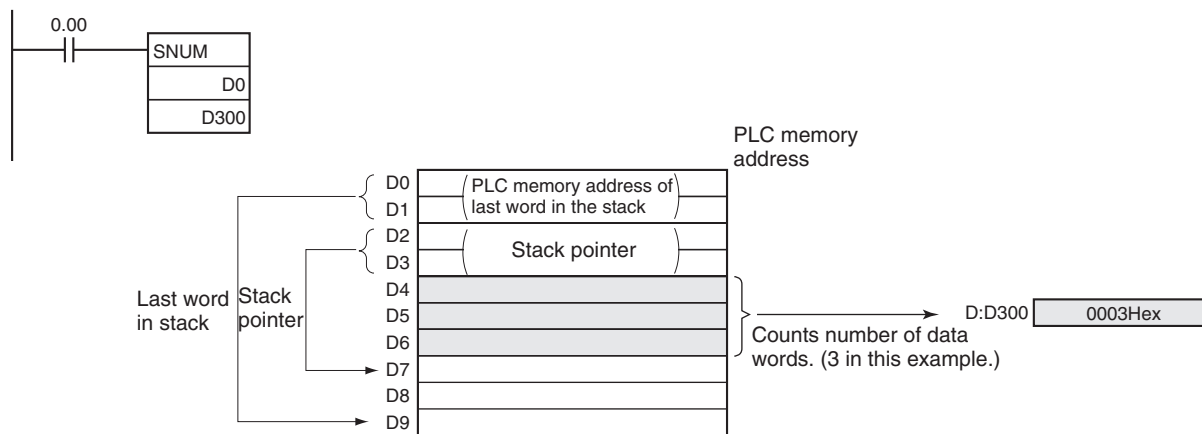 0.00
SNUM
D0
D300
PLC memory
address
D0
D1
D2
D3
D4
D5
D6
D7
D8
D9
PLC memory address of
last word in the stack
Stack pointer
Last word
in stack
Stack
pointer
Counts number of data
words. (3 in this example.)
D:D300
0003Hex